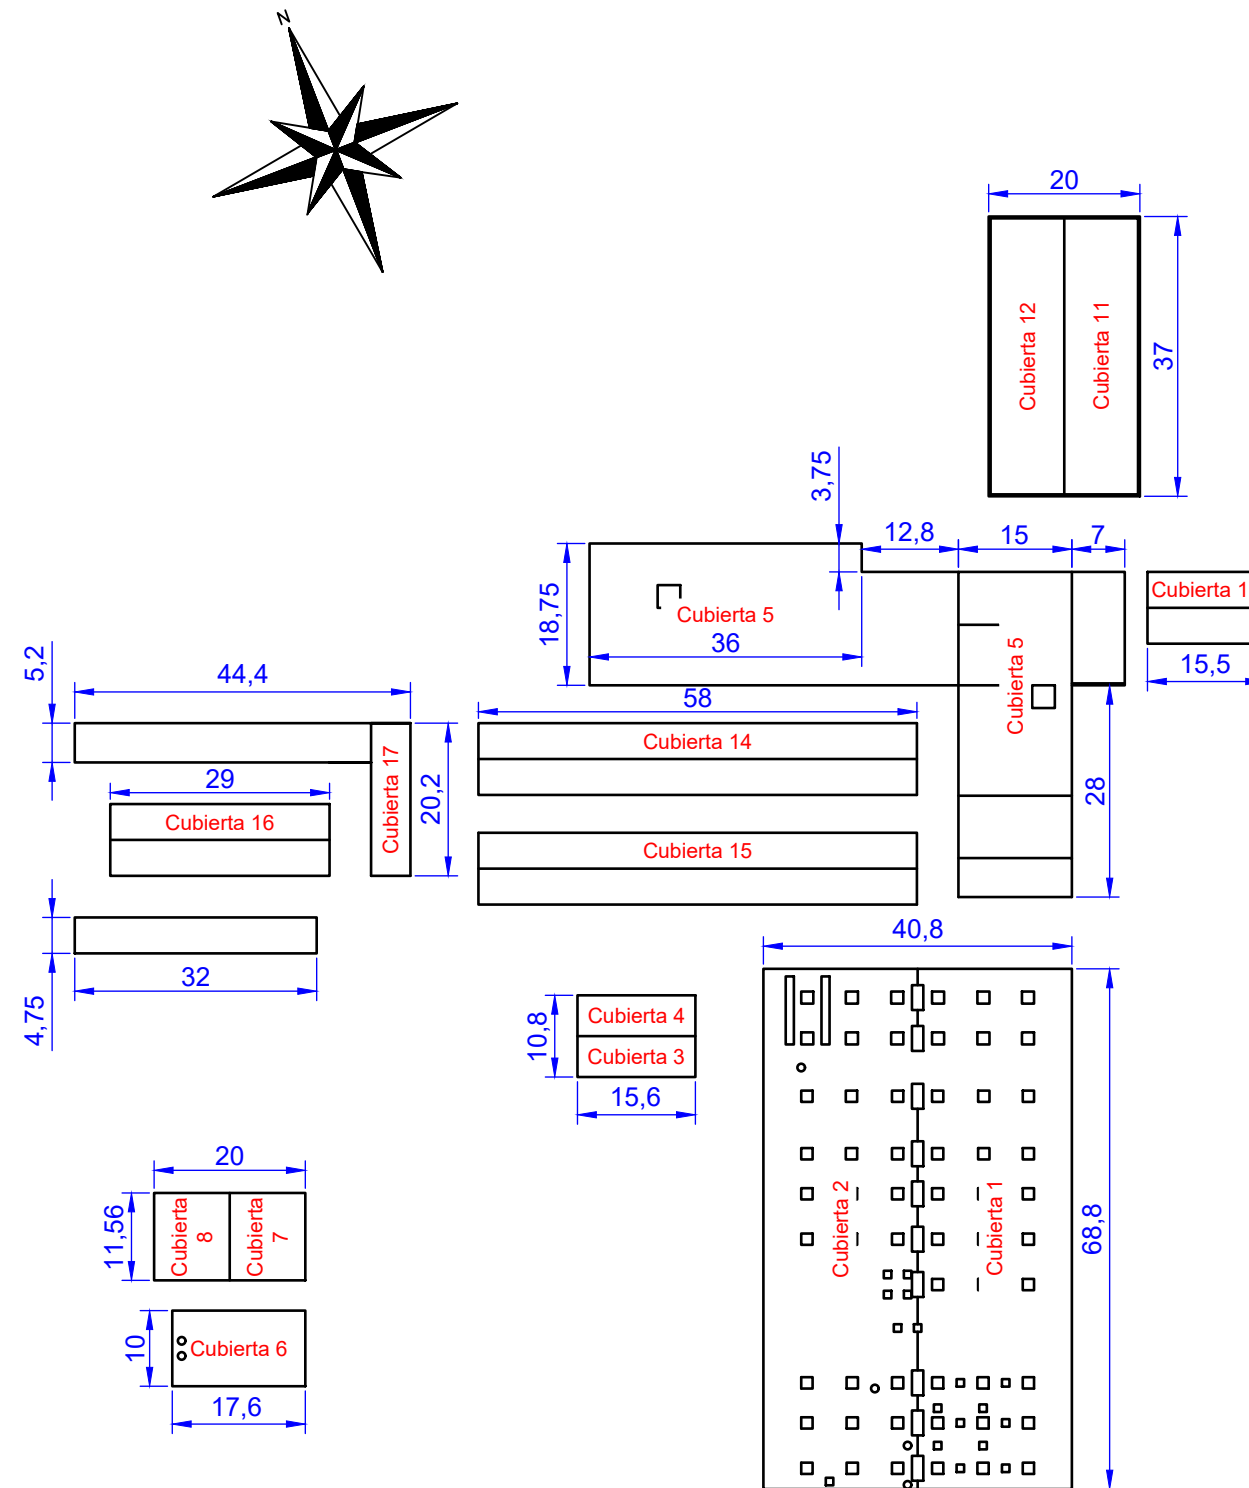 N
20
Cubierta 12
Cubierta 11
37
3,75
12,8
15
7
18,75
Cubierta 5
36
Cubierta 5
Cubierta 1
15,5
5,2
44,4
58
Cubierta 14
Cubierta 17
20,2
29
Cubierta 16
28
Cubierta 15
40,8
32
4,75
10,8
Cubierta 4
Cubierta 3
15,6
20
11,56
Cubierta
8
Cubierta
7
Cubierta 2
Cubierta 1
68,8
10
Cubierta 6
17,6